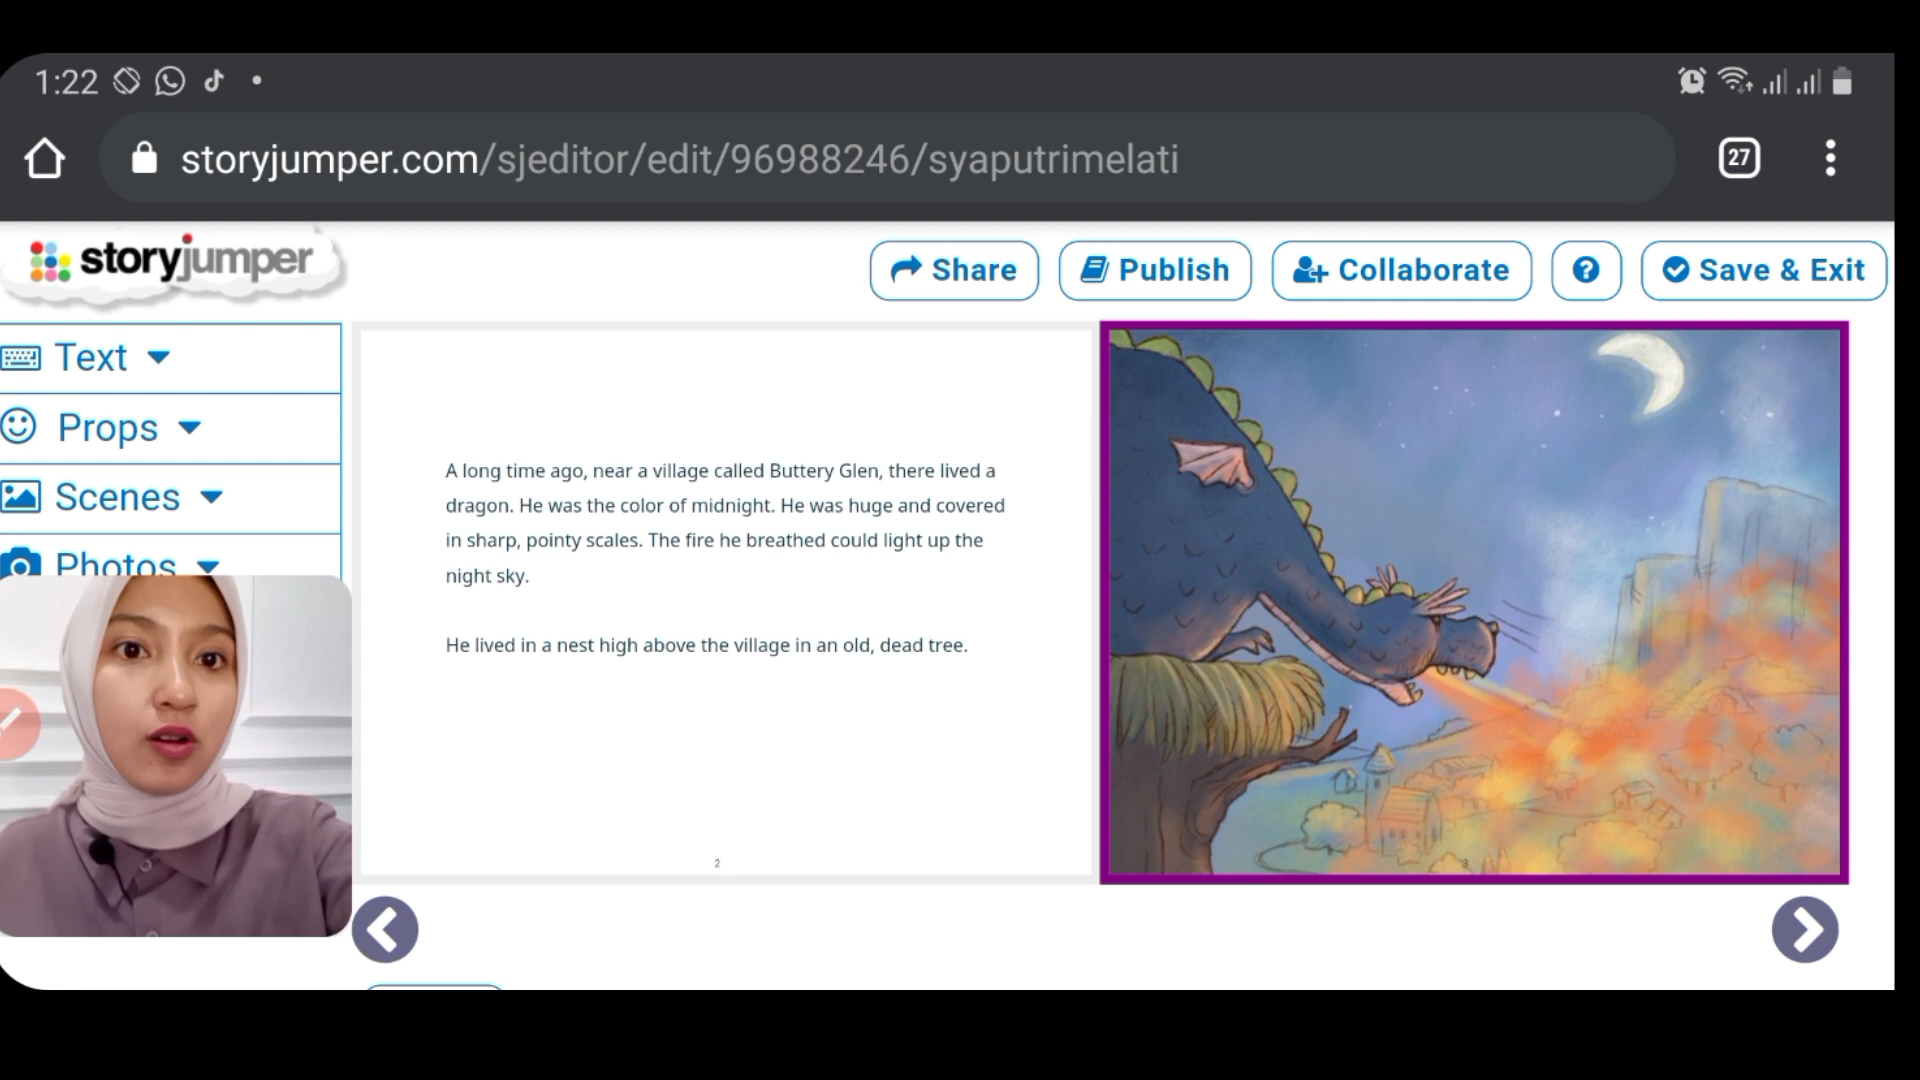 1:22
storyjumper.com/sjeditor/edit/96988246/syaputrimelati
27
storyjumper
Share
Publish
Collaborate
?
Save & Exit
Text
Props
Scenes
Photos
A long time ago, near a village called Buttery Glen, there lived a
dragon. He was the color of midnight. He was huge and covered
in sharp, pointy scales. The fire he breathed could light up the
night sky.
He lived in a nest high above the village in an old, dead tree.
2
3